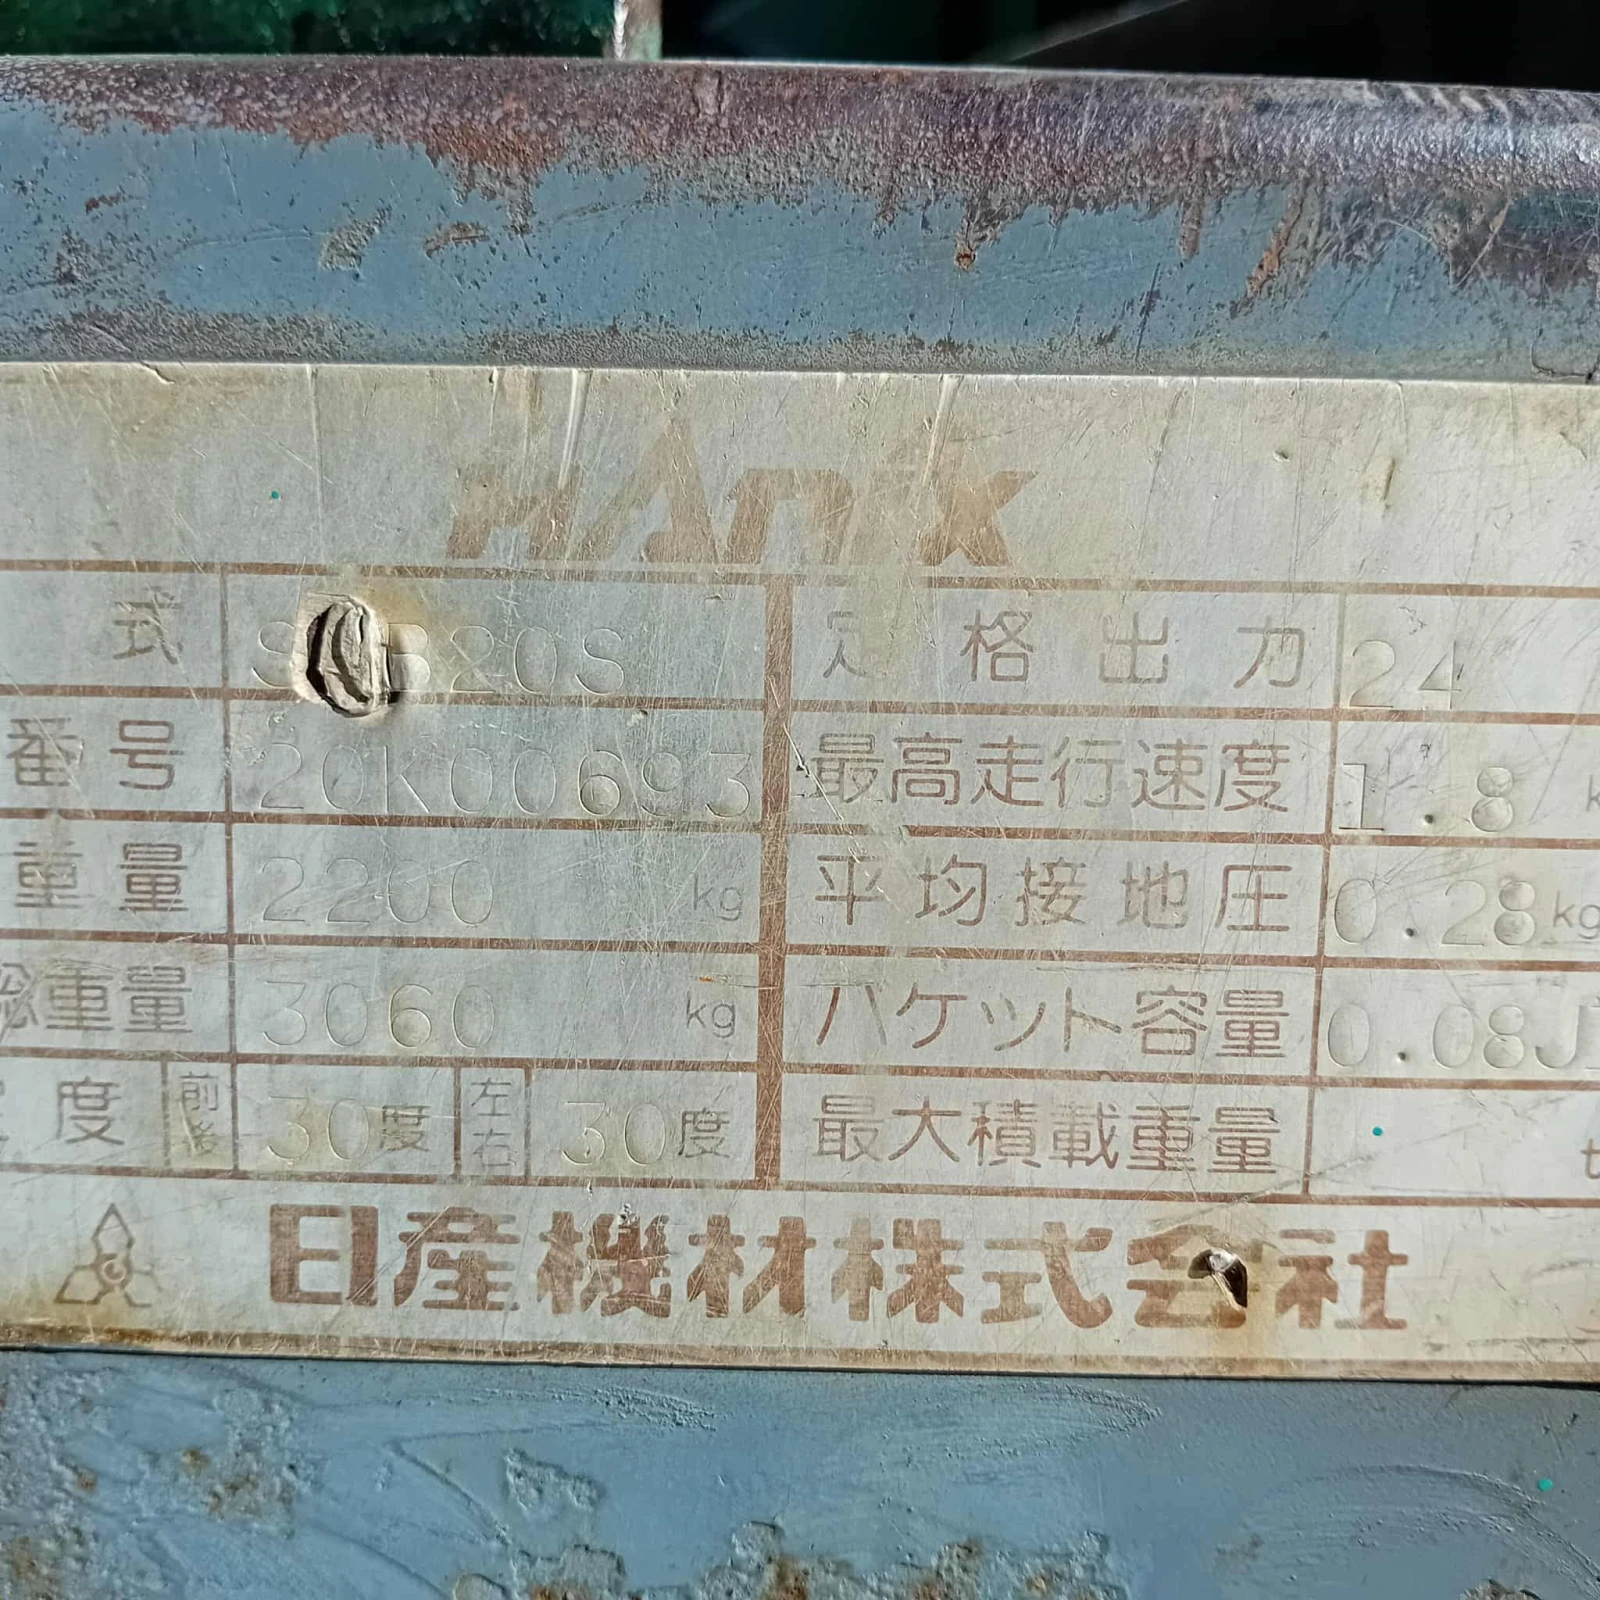 HAnix
式 S B20S 定格出力 24
番号 20K00693 最高走行速度 1.8 k
重量 2200 kg 平均接地圧 0.28 kg
総重量 3060 kg バケット容量 0.08
度 前後 30度 左右 30度 最大積載重量 t
日産機材株式会社